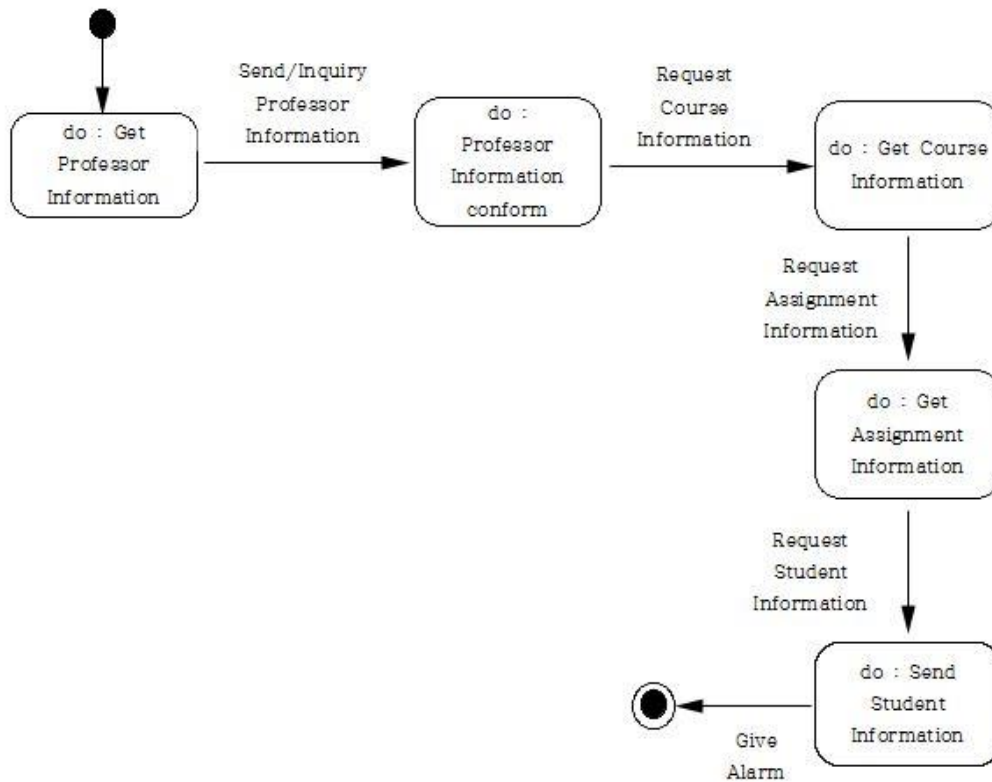 do : Get
Professor
Information
Send/Inquiry
Professor
Information
do :
Professor
Information
conform
Request
Course
Information
do : Get Course
Information
Request
Assignment
Information
do : Get
Assignment
Information
Request
Student
Information
do : Send
Student
Information
Give
Alarm